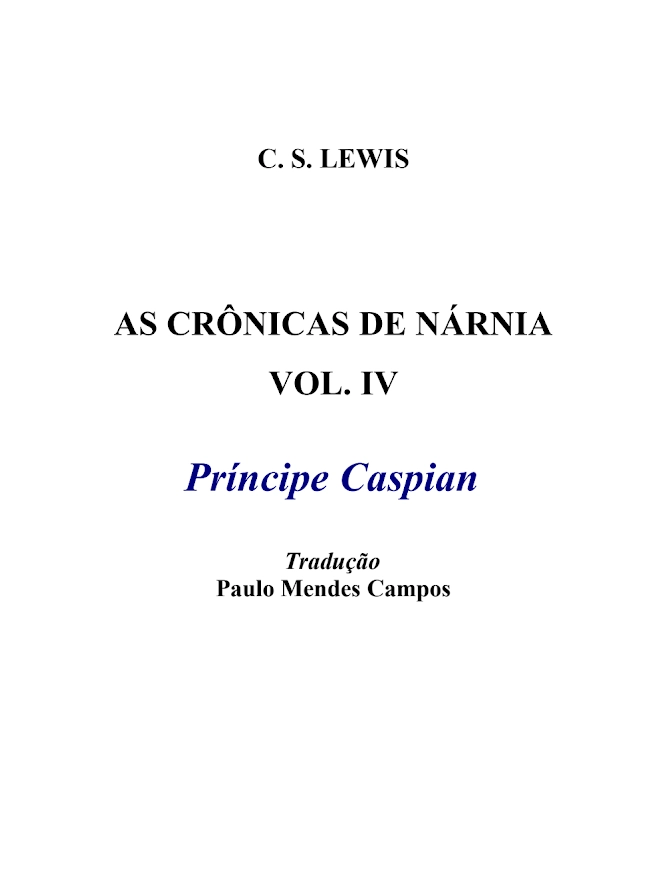 C. S. LEWIS
AS CRÔNICAS DE NÁRNIA
VOL. IV
Príncipe Caspian
Tradução
Paulo Mendes Campos